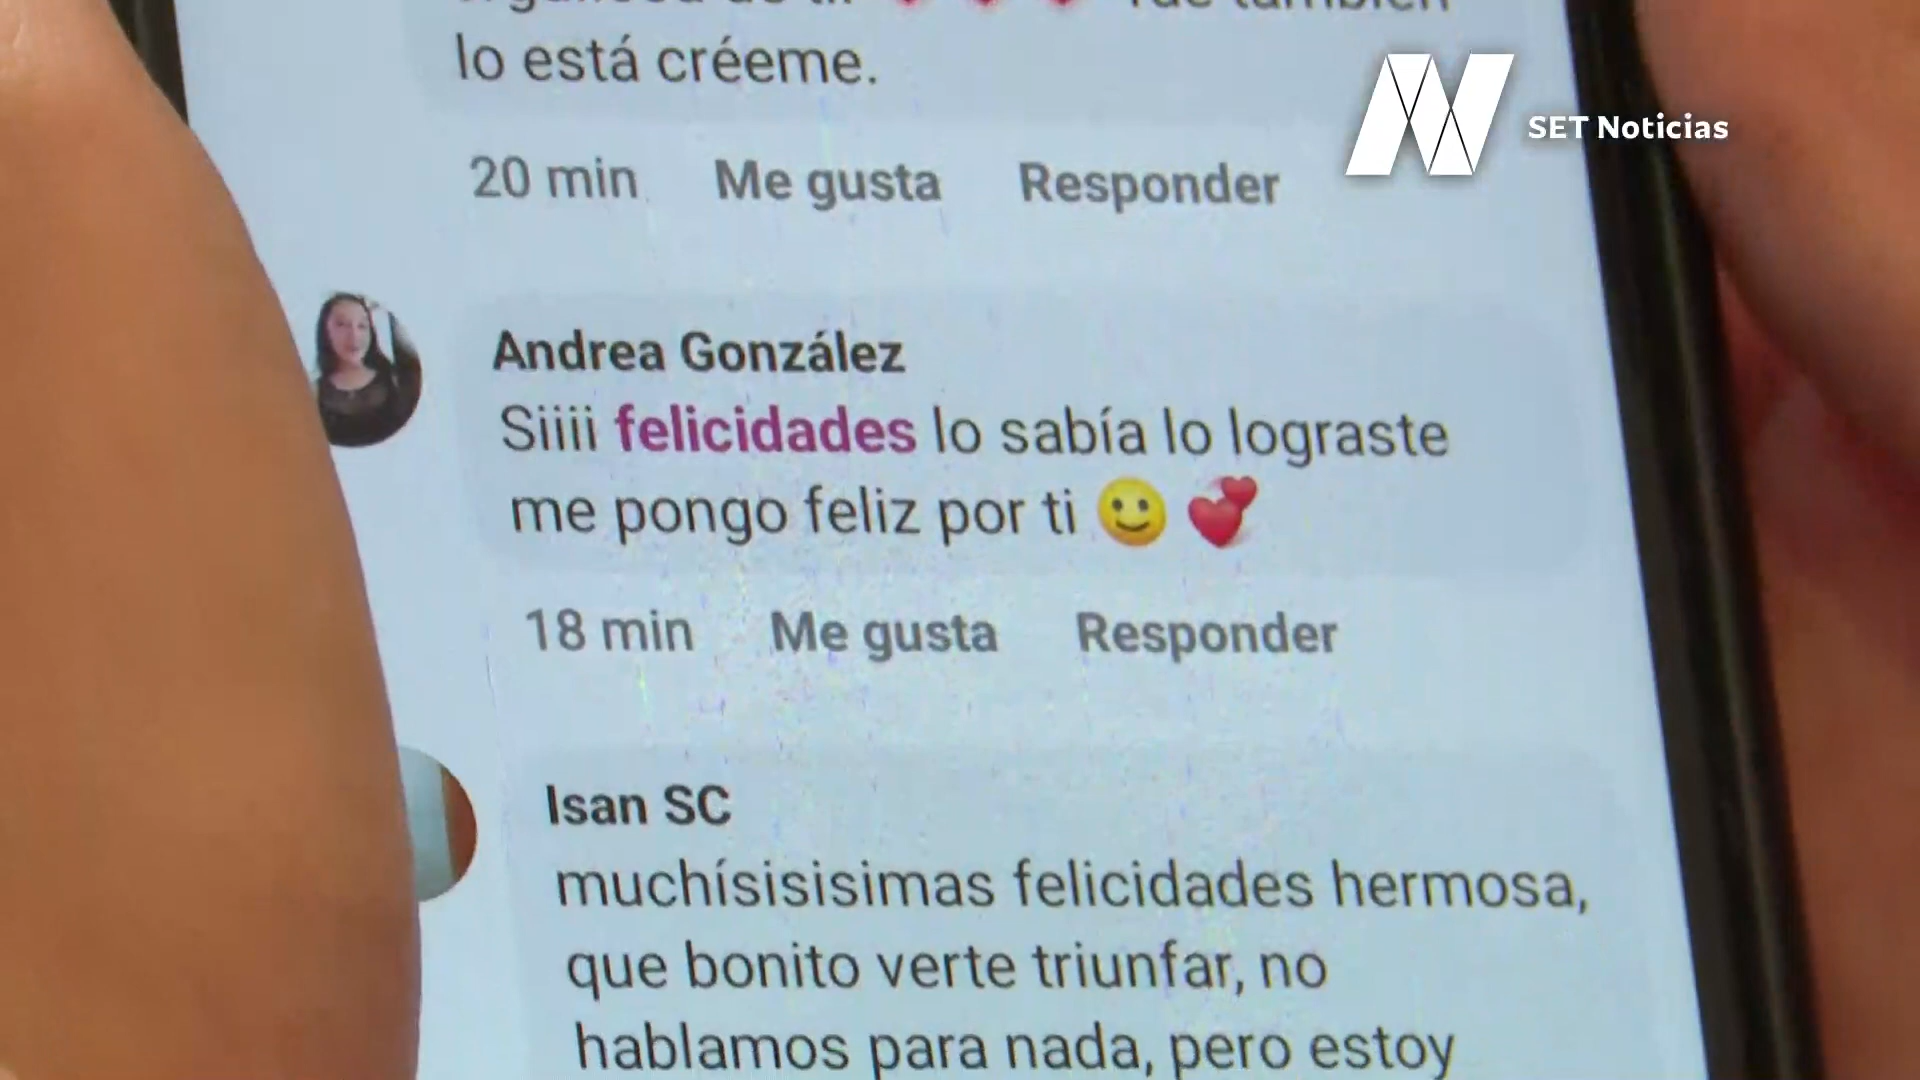 lo está créeme.
SET Noticias
20 min Me gusta Responder
Andrea González
Siiii felicidades lo sabía lo lograste
me pongo feliz por ti
18 min Me gusta Responder
Isan SC
muchísisisimas felicidades hermosa,
que bonito verte triunfar, no
hablamos para nada, pero estoy